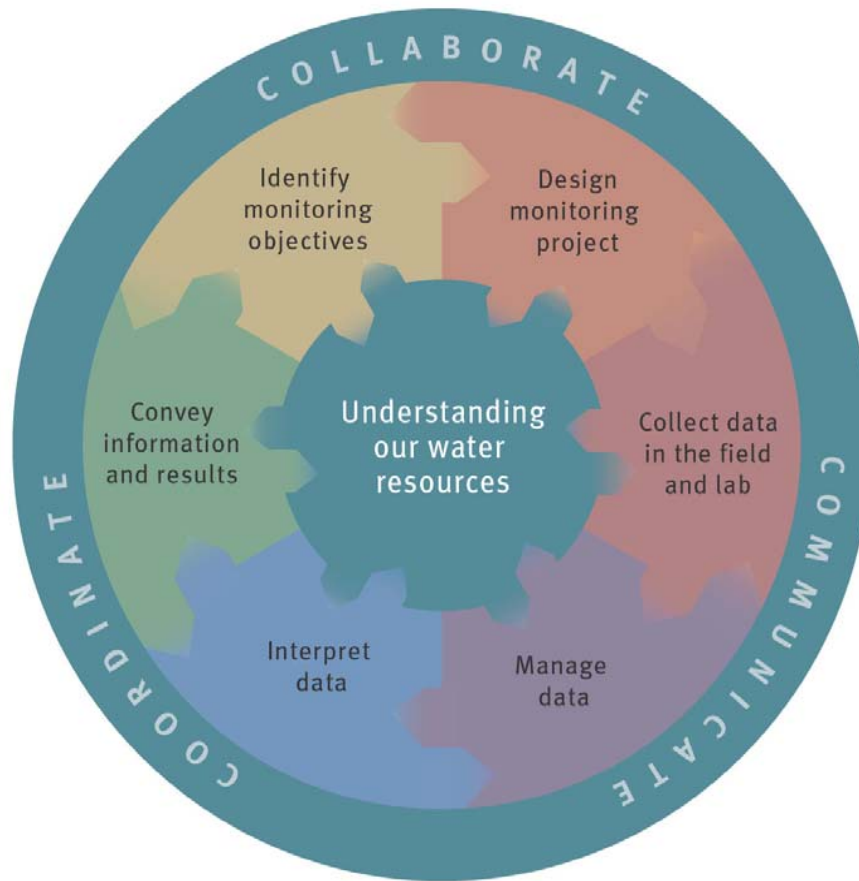 COLLABORATE
Identify
monitoring
objectives
Design
monitoring
project
Convey
information
and results
Understanding
our water
resources
Collect data
in the field
and lab
Interpret
data
Manage
data
COORDINATE
COMMUNICATE